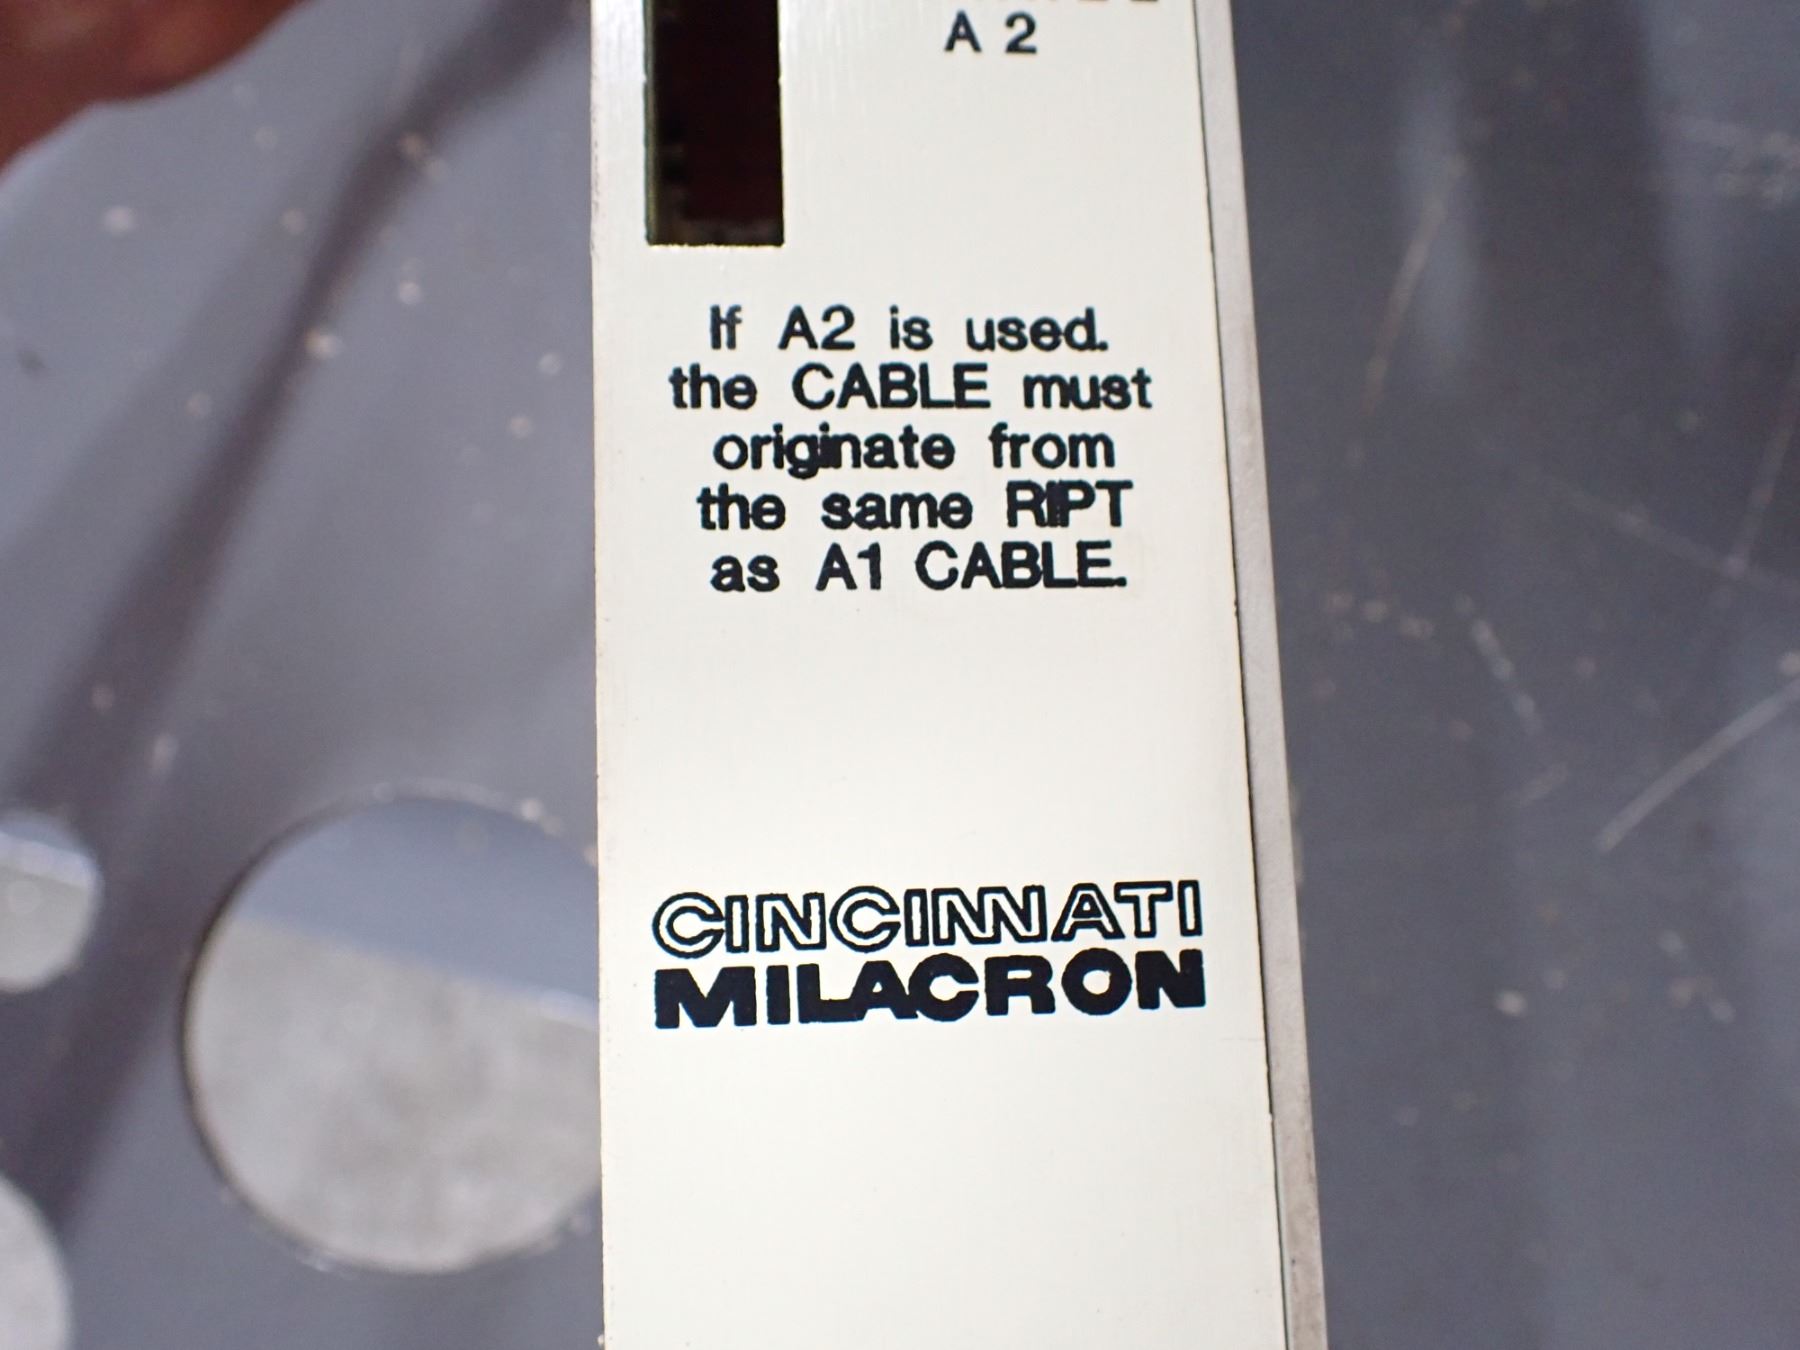 A 2
If A2 is used.
the CABLE must
originate from
the same RIPT
as A1 CABLE.
CINCINNATI
MILACRON